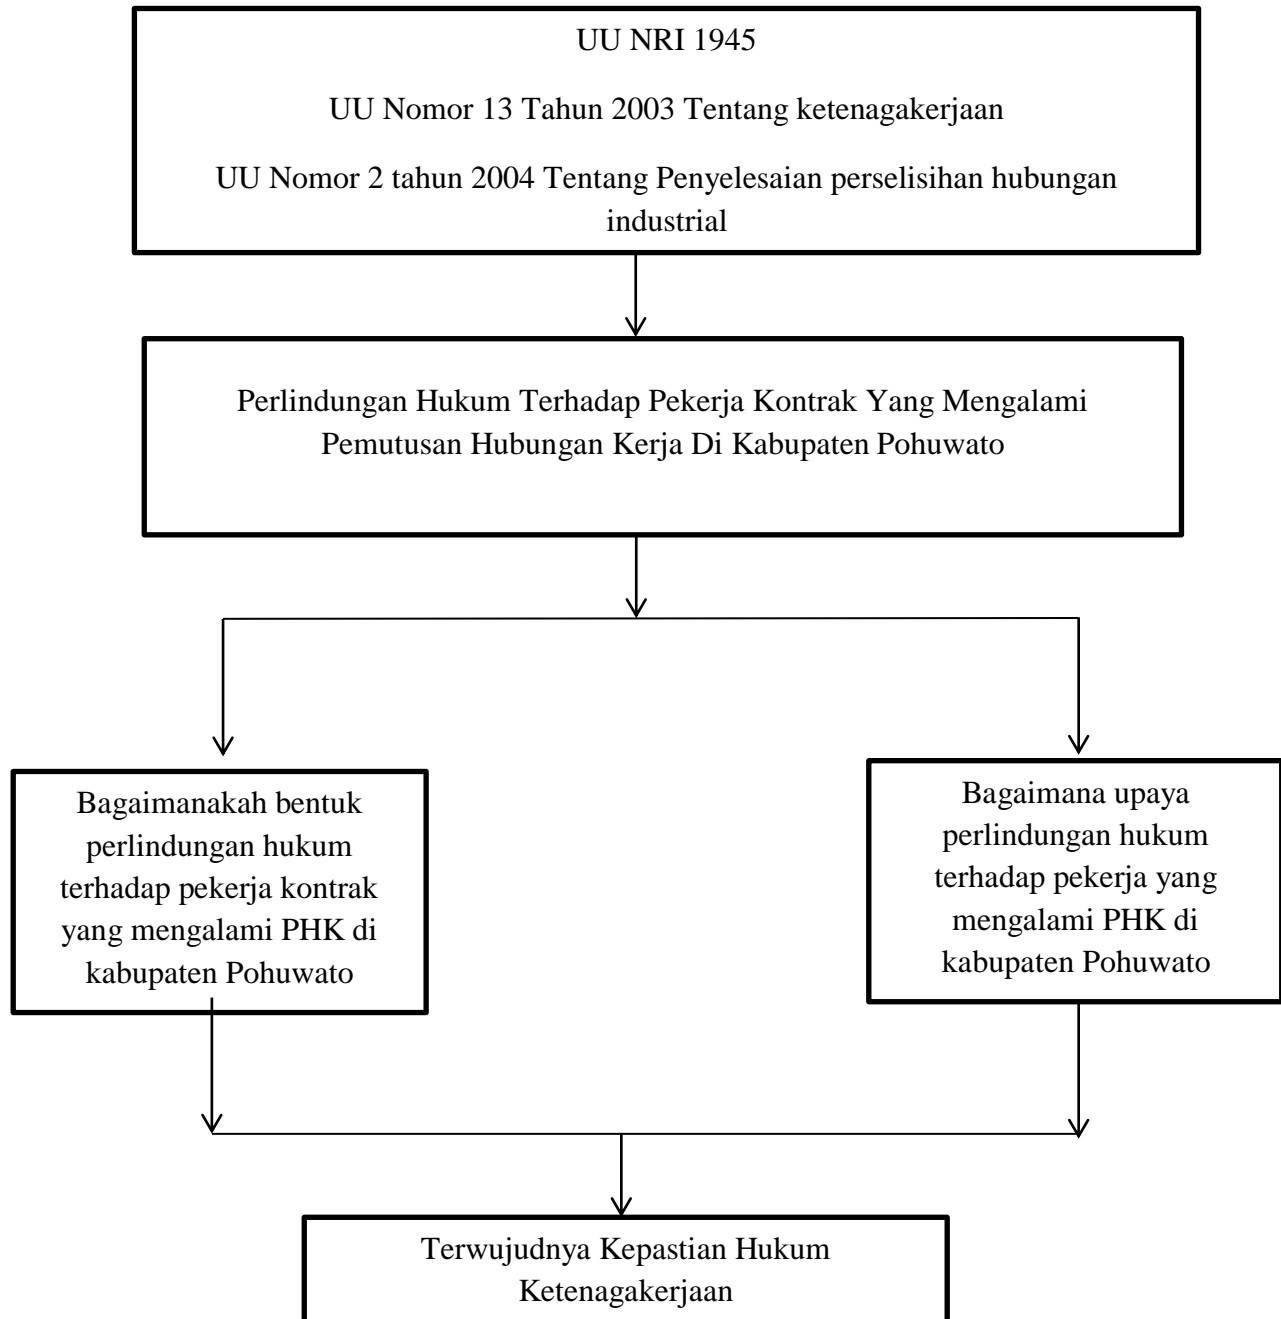 UU NRI 1945
UU Nomor 13 Tahun 2003 Tentang ketenagakerjaan
UU Nomor 2 tahun 2004 Tentang Penyelesaian perselisihan hubungan
industrial
Perlindungan Hukum Terhadap Pekerja Kontrak Yang Mengalami
Pemutusan Hubungan Kerja Di Kabupaten Pohuwato
Bagaimanakah bentuk
perlindungan hukum
terhadap pekerja kontrak
yang mengalami PHK di
kabupaten Pohuwato
Bagaimana upaya
perlindungan hukum
terhadap pekerja yang
mengalami PHK di
kabupaten Pohuwato
Terwujudnya Kepastian Hukum
Ketenagakerjaan